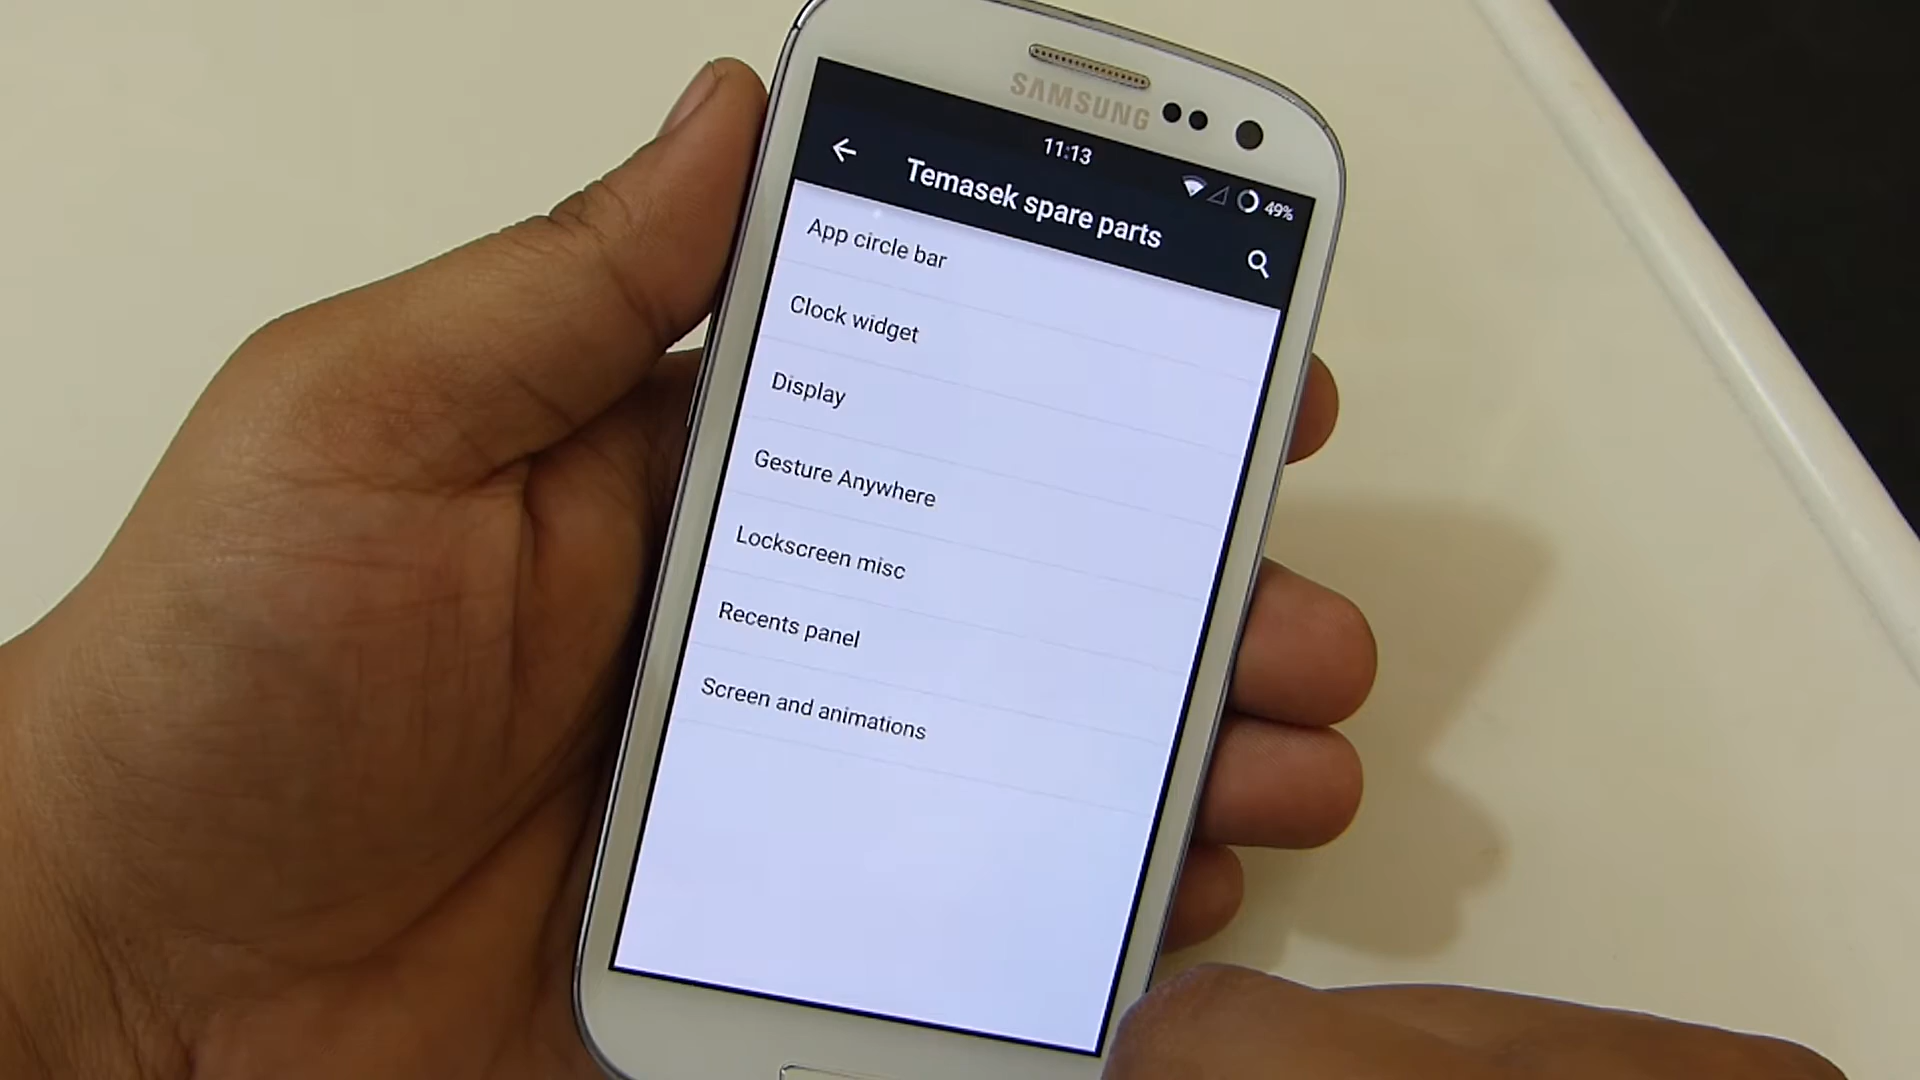 SAMSUNG
11:13
49%
Temasek spare parts
App circle bar
Clock widget
Display
Gesture Anywhere
Lockscreen misc
Recents panel
Screen and animations